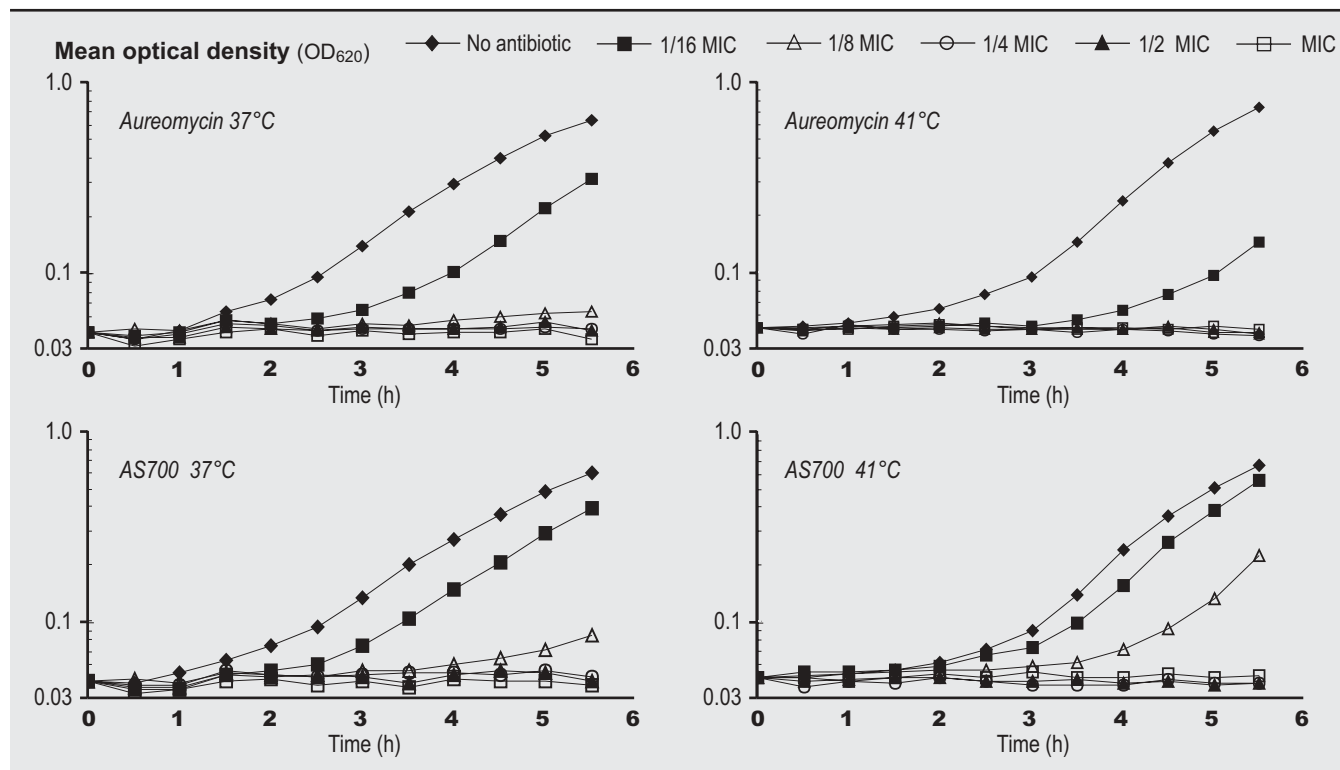 Mean optical density (OD₆₂₀) No antibiotic 1/16 MIC 1/8 MIC 1/4 MIC 1/2 MIC MIC
Aureomycin 37°C
1.0
0.1
0.03
0 1 2 3 4 5 6
Time (h)
Aureomycin 41°C
1.0
0.1
0.03
0 1 2 3 4 5 6
Time (h)
AS700 37°C
1.0
0.1
0.03
0 1 2 3 4 5 6
Time (h)
AS700 41°C
1.0
0.1
0.03
0 1 2 3 4 5 6
Time (h)